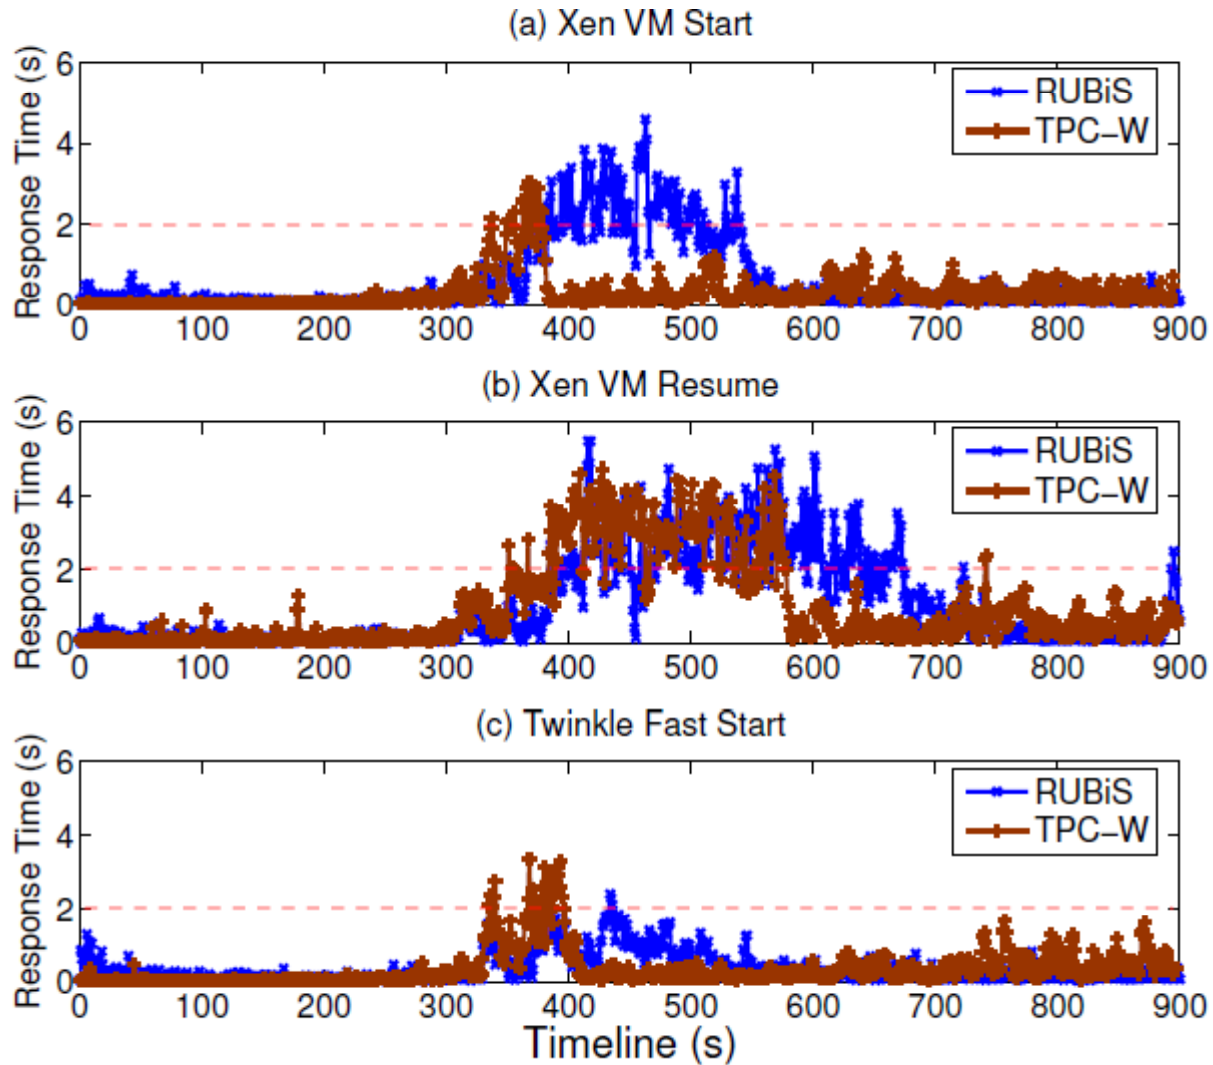 (a) Xen VM Start
Response Time (s)
6
4
2
0
RUBiS
TPC-W
0 100 200 300 400 500 600 700 800 900
(b) Xen VM Resume
Response Time (s)
6
4
2
0
RUBiS
TPC-W
0 100 200 300 400 500 600 700 800 900
(c) Twinkle Fast Start
Response Time (s)
6
4
2
0
RUBiS
TPC-W
0 100 200 300 400 500 600 700 800 900
Timeline (s)